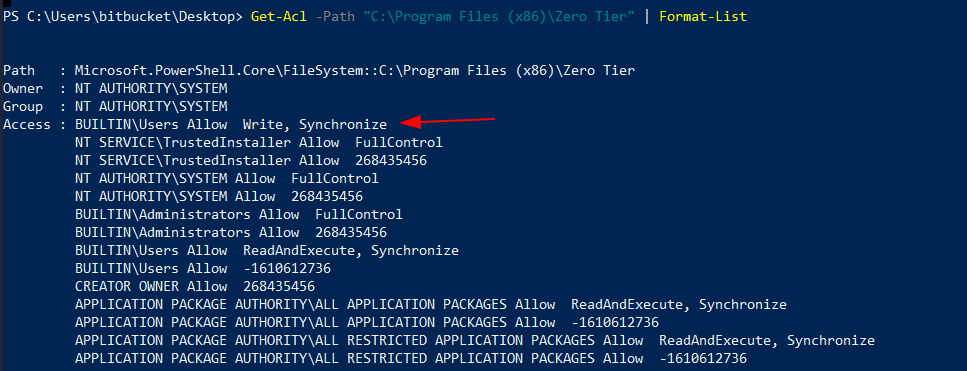 PS C:\Users\bitbucket\Desktop> Get-Acl -Path "C:\Program Files (x86)\Zero Tier" | Format-List
Path   : Microsoft.PowerShell.Core\FileSystem::C:\Program Files (x86)\Zero Tier
Owner  : NT AUTHORITY\SYSTEM
Group  : NT AUTHORITY\SYSTEM
Access : BUILTIN\Users Allow  Write, Synchronize
         NT SERVICE\TrustedInstaller Allow  FullControl
         NT SERVICE\TrustedInstaller Allow  268435456
         NT AUTHORITY\SYSTEM Allow  FullControl
         NT AUTHORITY\SYSTEM Allow  268435456
         BUILTIN\Administrators Allow  FullControl
         BUILTIN\Administrators Allow  268435456
         BUILTIN\Users Allow  ReadAndExecute, Synchronize
         BUILTIN\Users Allow  -1610612736
         CREATOR OWNER Allow  268435456
         APPLICATION PACKAGE AUTHORITY\ALL APPLICATION PACKAGES Allow  ReadAndExecute, Synchronize
         APPLICATION PACKAGE AUTHORITY\ALL APPLICATION PACKAGES Allow  -1610612736
         APPLICATION PACKAGE AUTHORITY\ALL RESTRICTED APPLICATION PACKAGES Allow  ReadAndExecute, Synchronize
         APPLICATION PACKAGE AUTHORITY\ALL RESTRICTED APPLICATION PACKAGES Allow  -1610612736